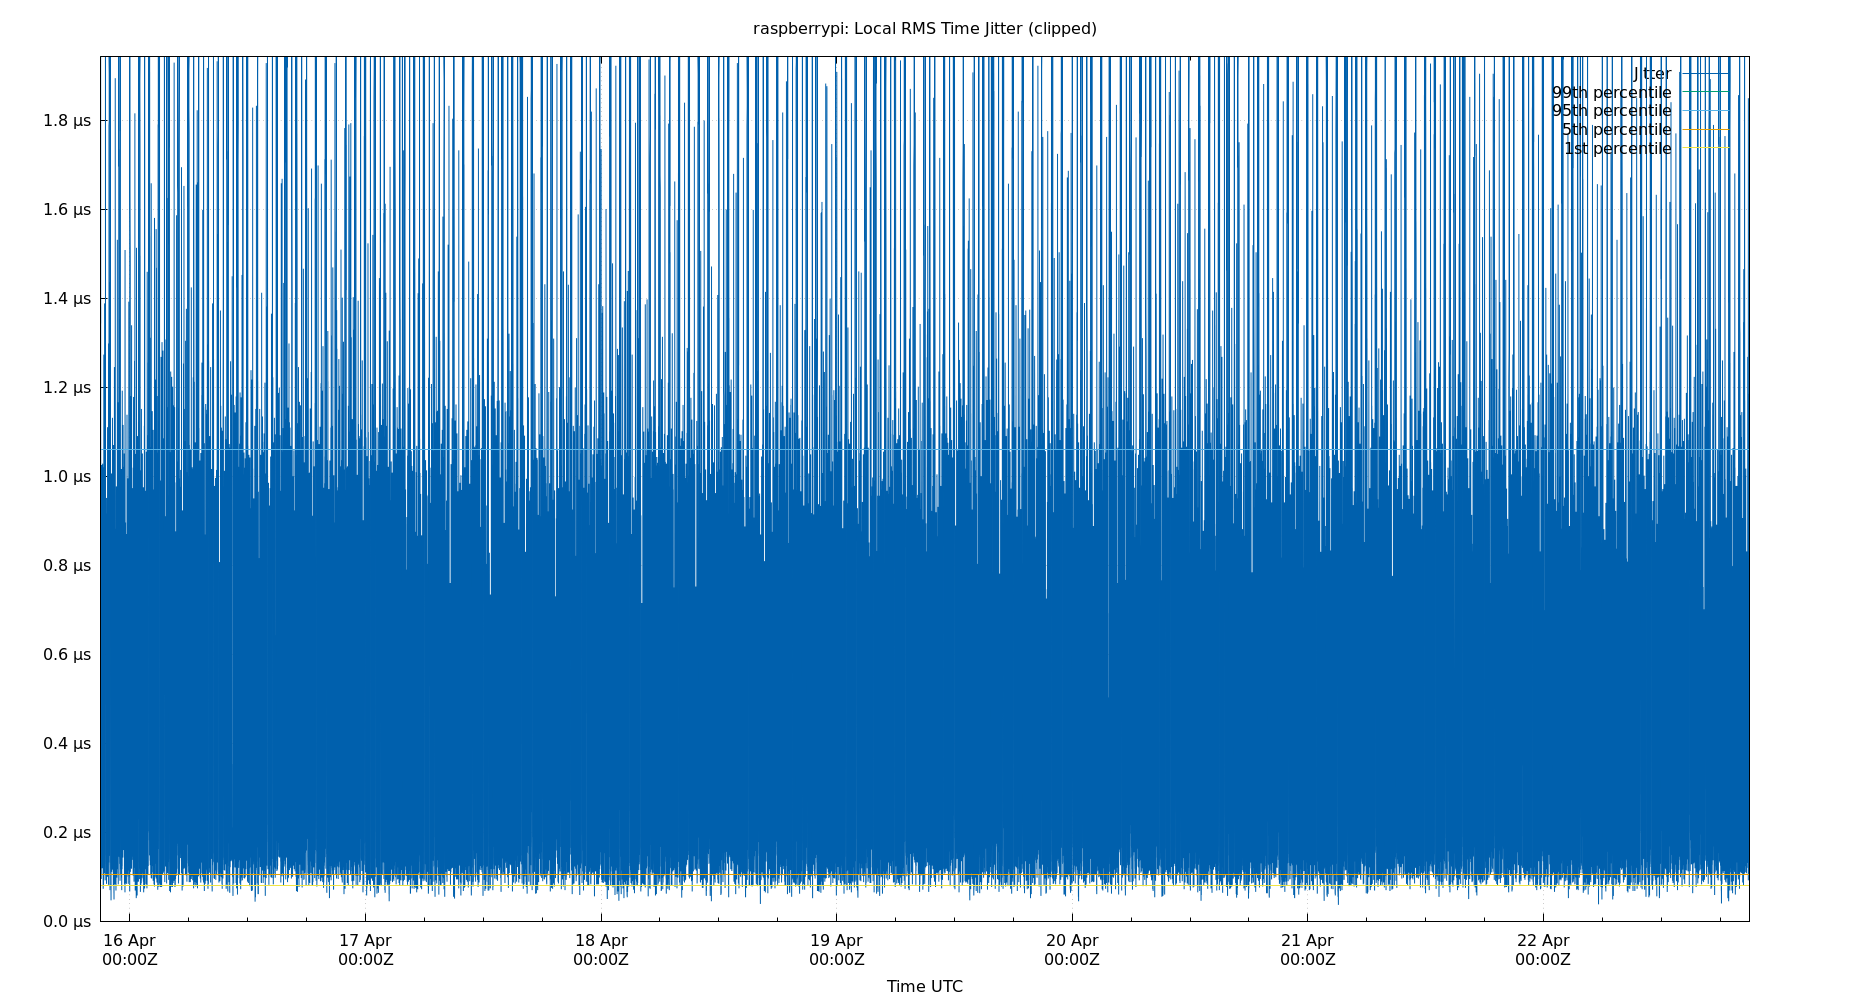 raspberrypi: Local RMS Time Jitter (clipped)
Jitter
99th percentile
95th percentile
5th percentile
1st percentile
1.8 µs
1.6 µs
1.4 µs
1.2 µs
1.0 µs
0.8 µs
0.6 µs
0.4 µs
0.2 µs
0.0 µs
16 Apr 17 Apr 18 Apr 19 Apr 20 Apr 21 Apr 22 Apr
00:00Z 00:00Z 00:00Z 00:00Z 00:00Z 00:00Z 00:00Z
Time UTC